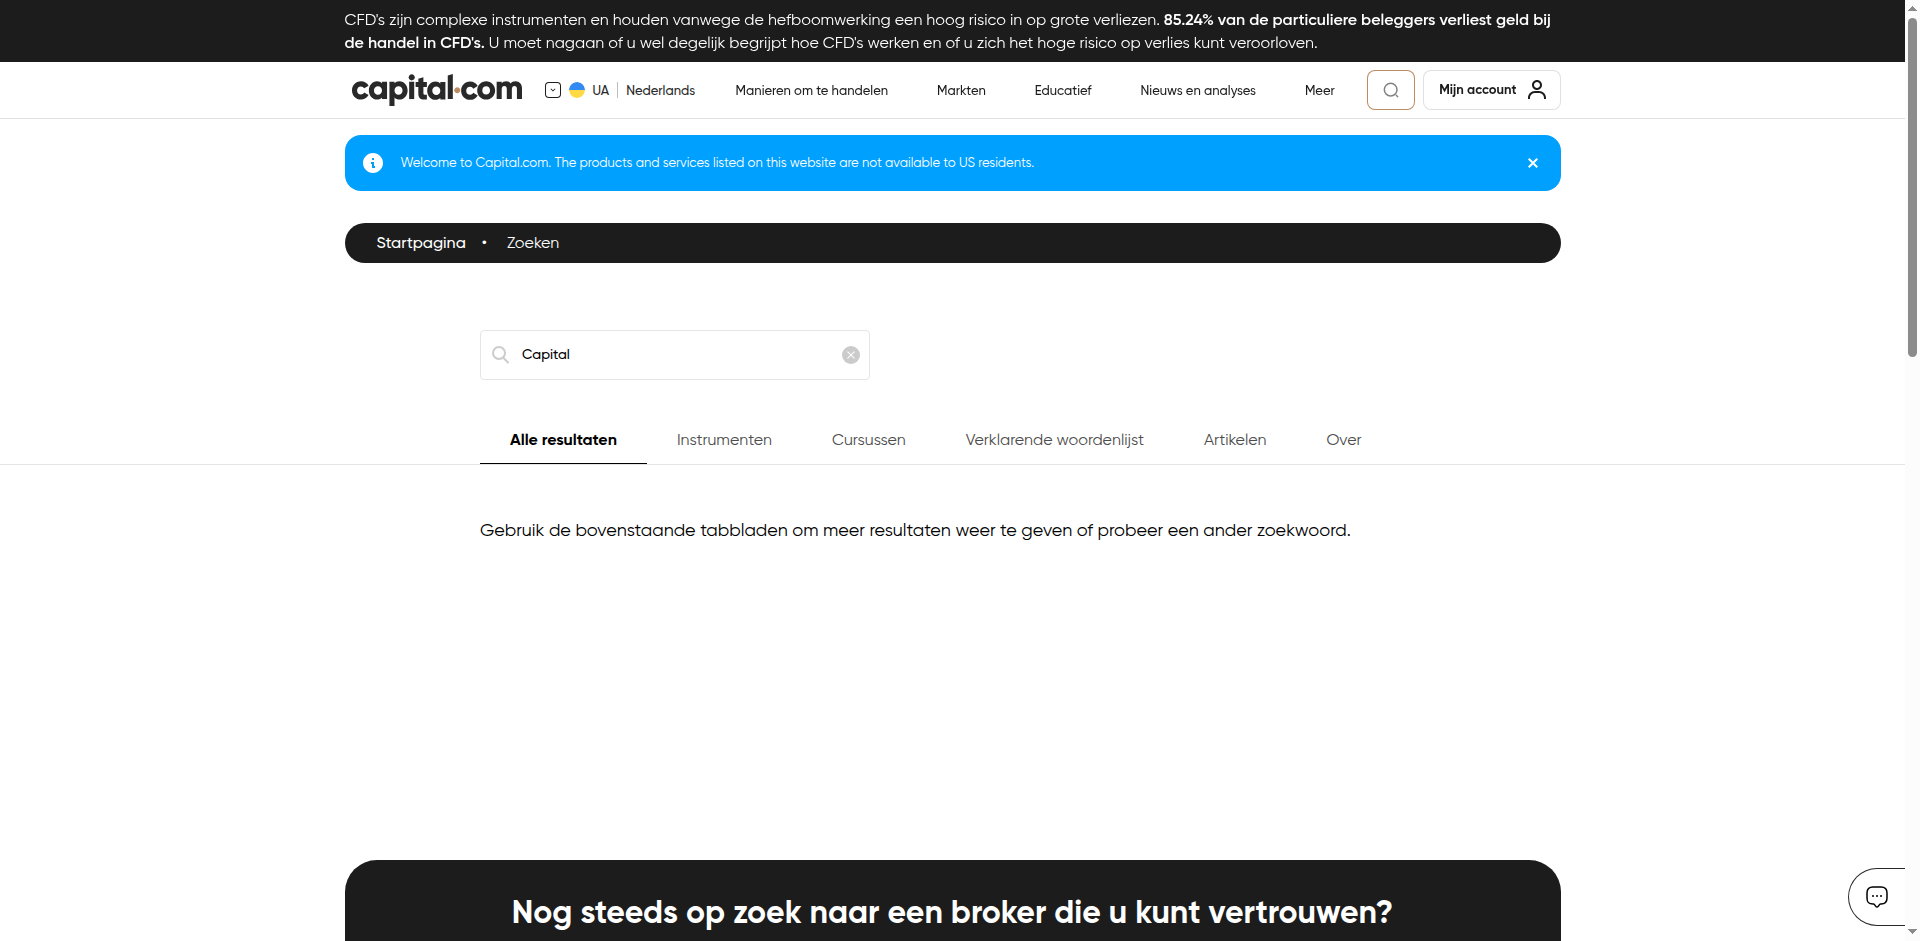 CFD's zijn complexe instrumenten en houden vanwege de hefboomwerking een hoog risico in op grote verliezen. 85.24% van de particuliere beleggers verliest geld bij
de handel in CFD's. U moet nagaan of u wel degelijk begrijpt hoe CFD's werken en of u zich het hoge risico op verlies kunt veroorloven.
capital.com UA Nederlands Manieren om te handelen Markten Educatief Nieuws en analyses Meer Mijn account
Welcome to Capital.com. The products and services listed on this website are not available to US residents.
Startpagina • Zoeken
Capital
Alle resultaten Instrumenten Cursussen Verklarende woordenlijst Artikelen Over
Gebruik de bovenstaande tabbladen om meer resultaten weer te geven of probeer een ander zoekwoord.
Nog steeds op zoek naar een broker die u kunt vertrouwen?